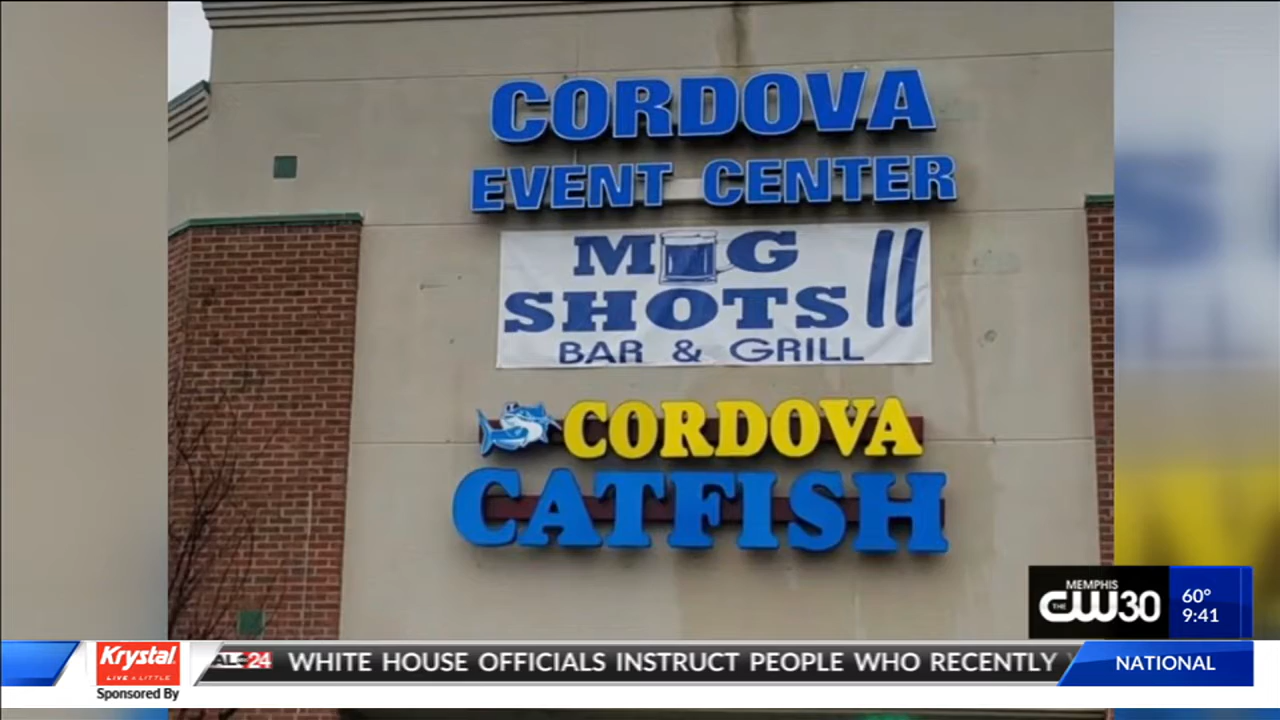 CORDOVA
EVENT CENTER
MUG
SHOTS II
BAR & GRILL
CORDOVA
CATFISH
MEMPHIS
THE CW30
60°
9:41
Krystal
LIVE A LITTLE
Sponsored By
24
WHITE HOUSE OFFICIALS INSTRUCT PEOPLE WHO RECENTLY
NATIONAL